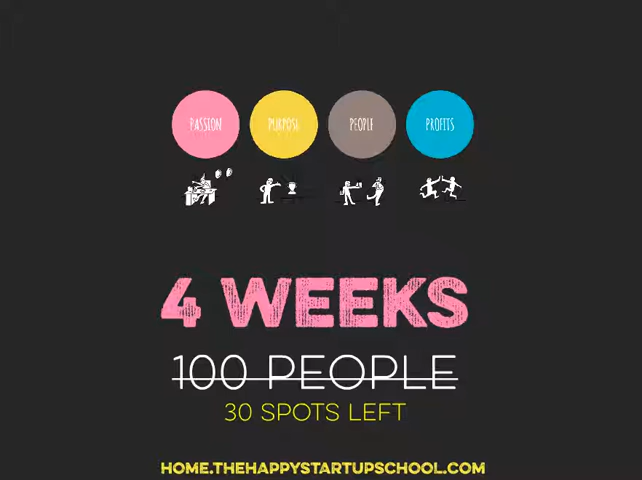 PASSION PURPOSE PEOPLE PROFITS
4 WEEKS
100 PEOPLE
30 SPOTS LEFT
HOME.THEHAPPYSTARTUPSCHOOL.COM